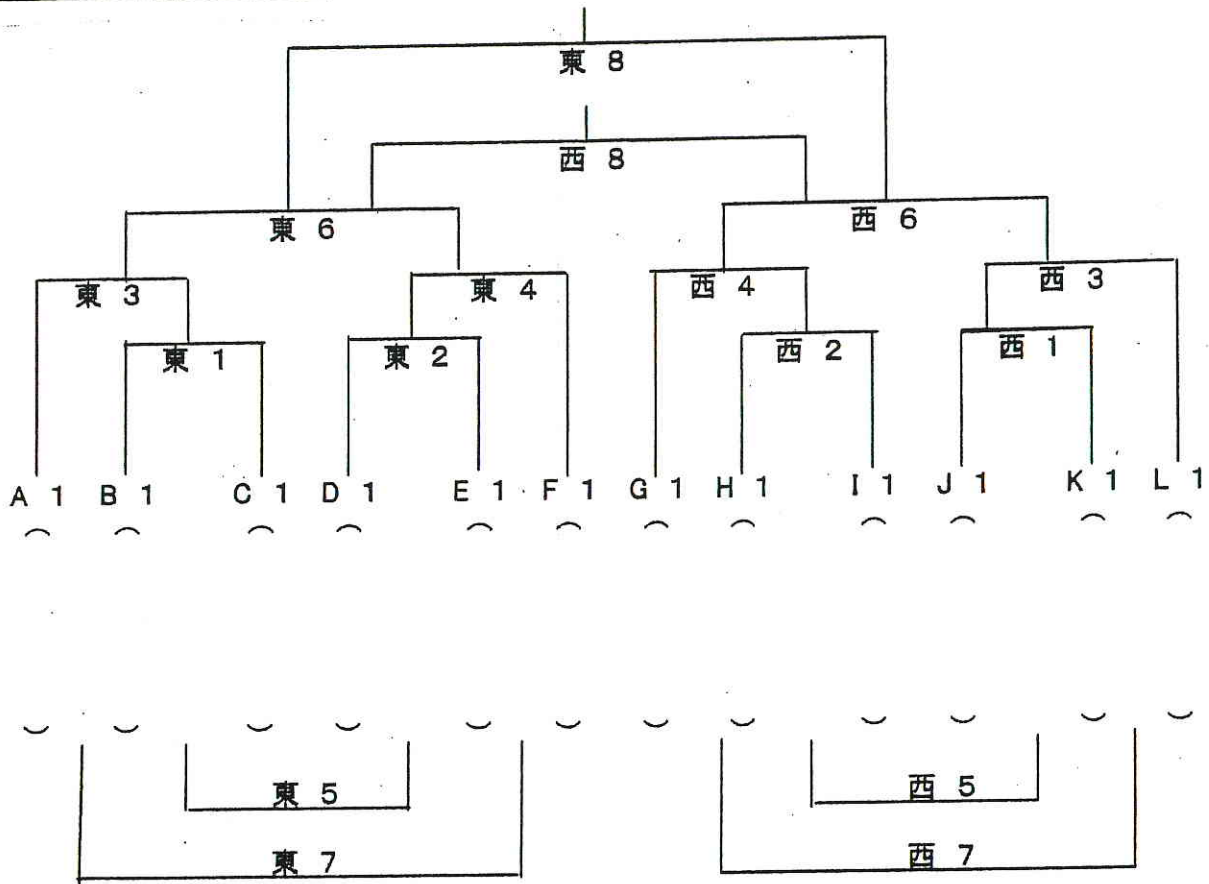 東 8
西 8
東 6
西 6
東 3
東 4
西 4
西 3
東 1
東 2
西 2
西 1
A 1 B 1 C 1 D 1 E 1 F 1 G 1 H 1 I 1 J 1 K 1 L 1
( ( ( ( ( ( ( ( ( ( ( (
) ) ) ) ) ) ) ) ) ) ) )
東 5
西 5
東 7
西 7